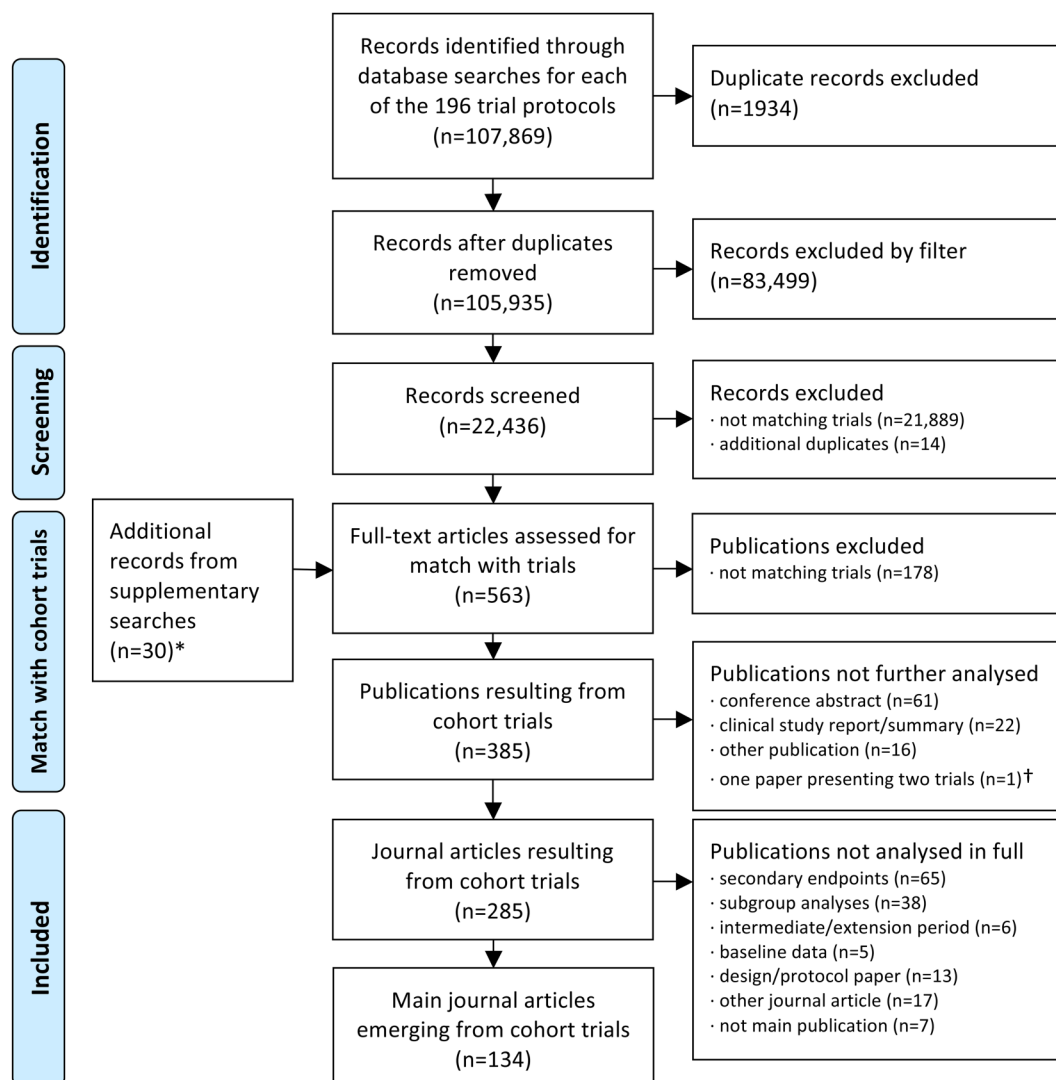 Identification
Records identified through
database searches for each
of the 196 trial protocols
(n=107,869)
Duplicate records excluded
(n=1934)
Records after duplicates
removed
(n=105,935)
Records excluded by filter
(n=83,499)
Screening
Records screened
(n=22,436)
Records excluded
· not matching trials (n=21,889)
· additional duplicates (n=14)
Match with cohort trials
Additional
records from
supplementary
searches
(n=30)*
Full-text articles assessed for
match with trials
(n=563)
Publications excluded
· not matching trials (n=178)
Publications resulting from
cohort trials
(n=385)
Publications not further analysed
· conference abstract (n=61)
· clinical study report/summary (n=22)
· other publication (n=16)
· one paper presenting two trials (n=1)†
Included
Journal articles resulting
from cohort trials
(n=285)
Publications not analysed in full
· secondary endpoints (n=65)
· subgroup analyses (n=38)
· intermediate/extension period (n=6)
· baseline data (n=5)
· design/protocol paper (n=13)
· other journal article (n=17)
· not main publication (n=7)
Main journal articles
emerging from cohort trials
(n=134)